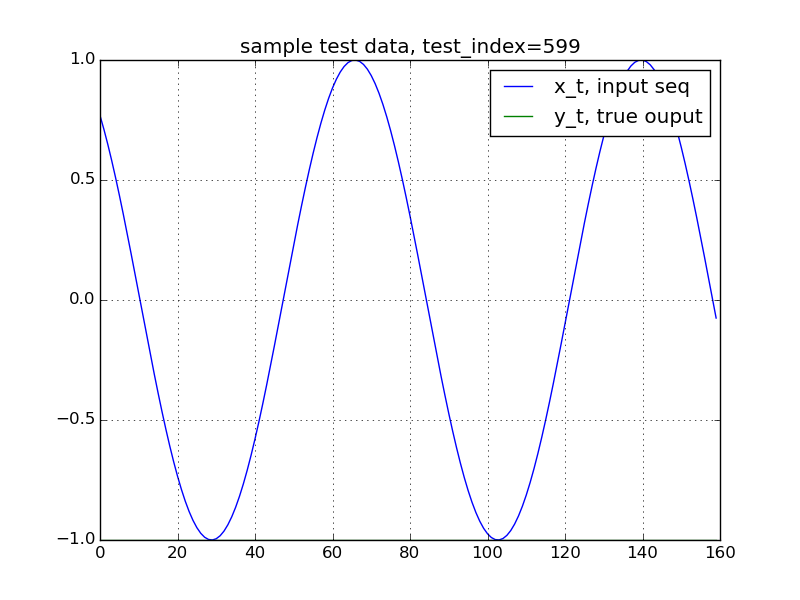 sample test data, test_index=599
x_t, input seq
y_t, true ouput
1.0
0.5
0.0
−0.5
−1.0
0 20 40 60 80 100 120 140 160